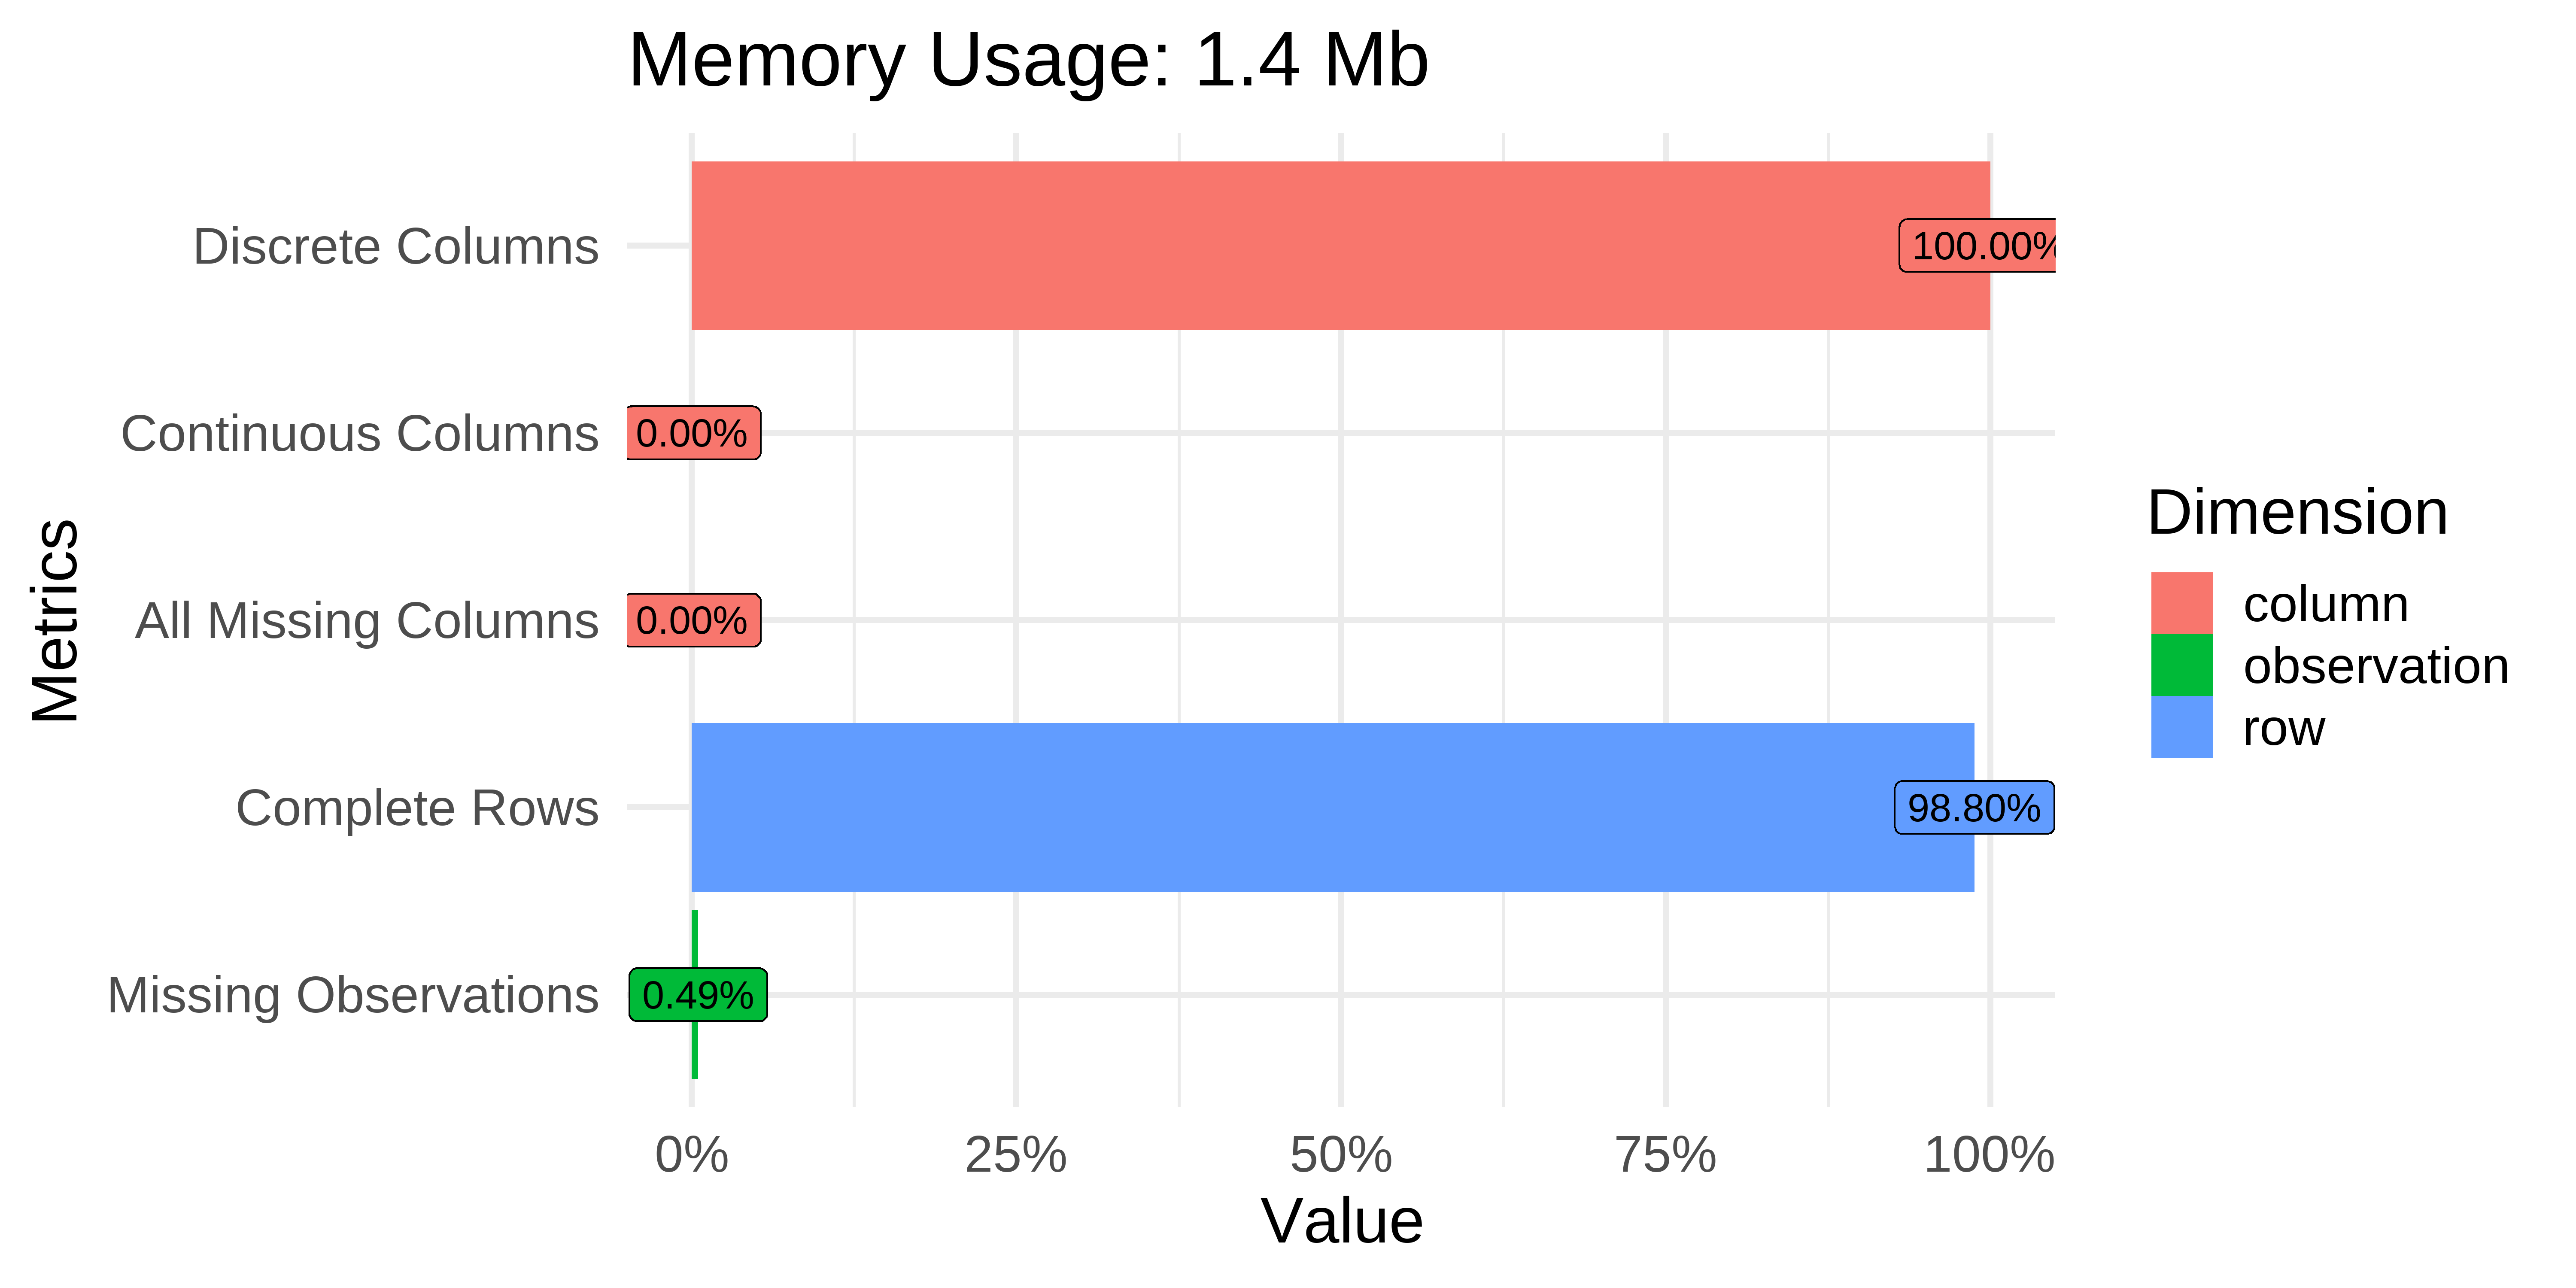 Memory Usage: 1.4 Mb
Discrete Columns
100.00%
Continuous Columns
0.00%
All Missing Columns
0.00%
Complete Rows
98.80%
Missing Observations
0.49%
0%
25%
50%
75%
100%
Value
Metrics
Dimension
column
observation
row